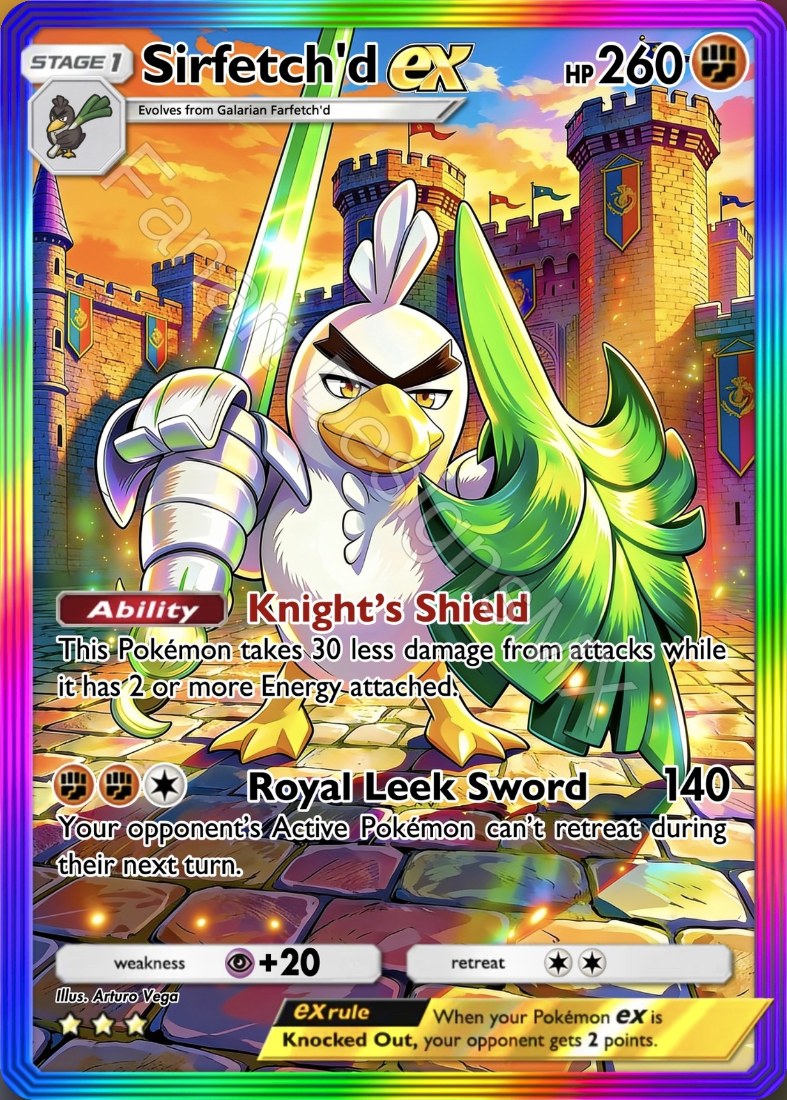 STAGE 1
Sirfetch'd ex
HP 260
Evolves from Galarian Farfetch'd
Fanart DesignsMX
Ability Knight's Shield
This Pokémon takes 30 less damage from attacks while
it has 2 or more Energy attached.
Royal Leek Sword 140
Your opponent's Active Pokémon can't retreat during
their next turn.
weakness +20
retreat
Illus. Arturo Vega
ex rule
When your Pokémon ex is
Knocked Out, your opponent gets 2 points.